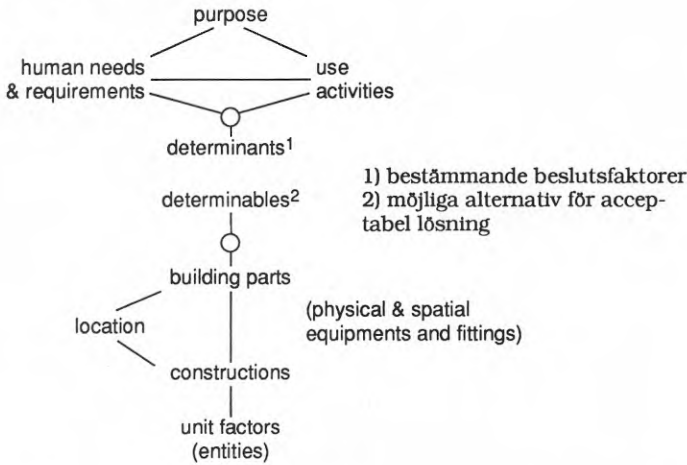 purpose
human needs
& requirements
use
activities
determinants¹
determinables²
1) bestämmande beslutsfaktorer
2) möjliga alternativ för accep-
tabel lösning
building parts
location
(physical & spatial
equipments and fittings)
constructions
unit factors
(entities)